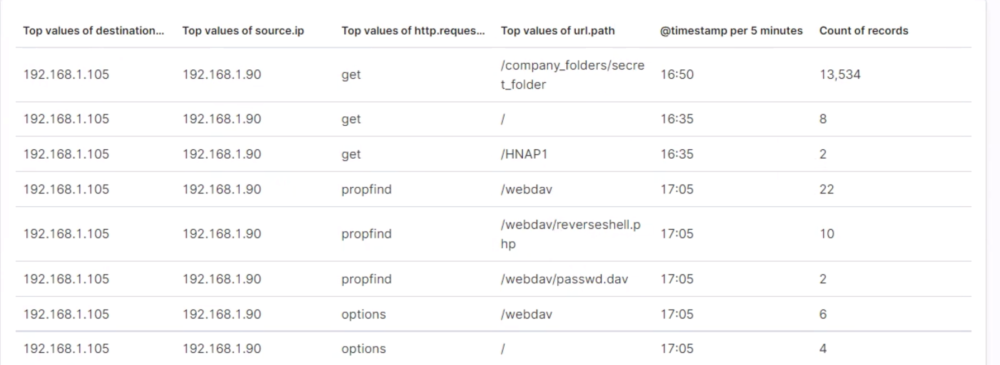 Top values of destination... Top values of source.ip Top values of http.reques... Top values of url.path @timestamp per 5 minutes Count of records
192.168.1.105 192.168.1.90 get /company_folders/secre 16:50 13,534
t_folder
192.168.1.105 192.168.1.90 get / 16:35 8
192.168.1.105 192.168.1.90 get /HNAP1 16:35 2
192.168.1.105 192.168.1.90 propfind /webdav 17:05 22
192.168.1.105 192.168.1.90 propfind /webdav/reverseshell.p 17:05 10
hp
192.168.1.105 192.168.1.90 propfind /webdav/passwd.dav 17:05 2
192.168.1.105 192.168.1.90 options /webdav 17:05 6
192.168.1.105 192.168.1.90 options / 17:05 4